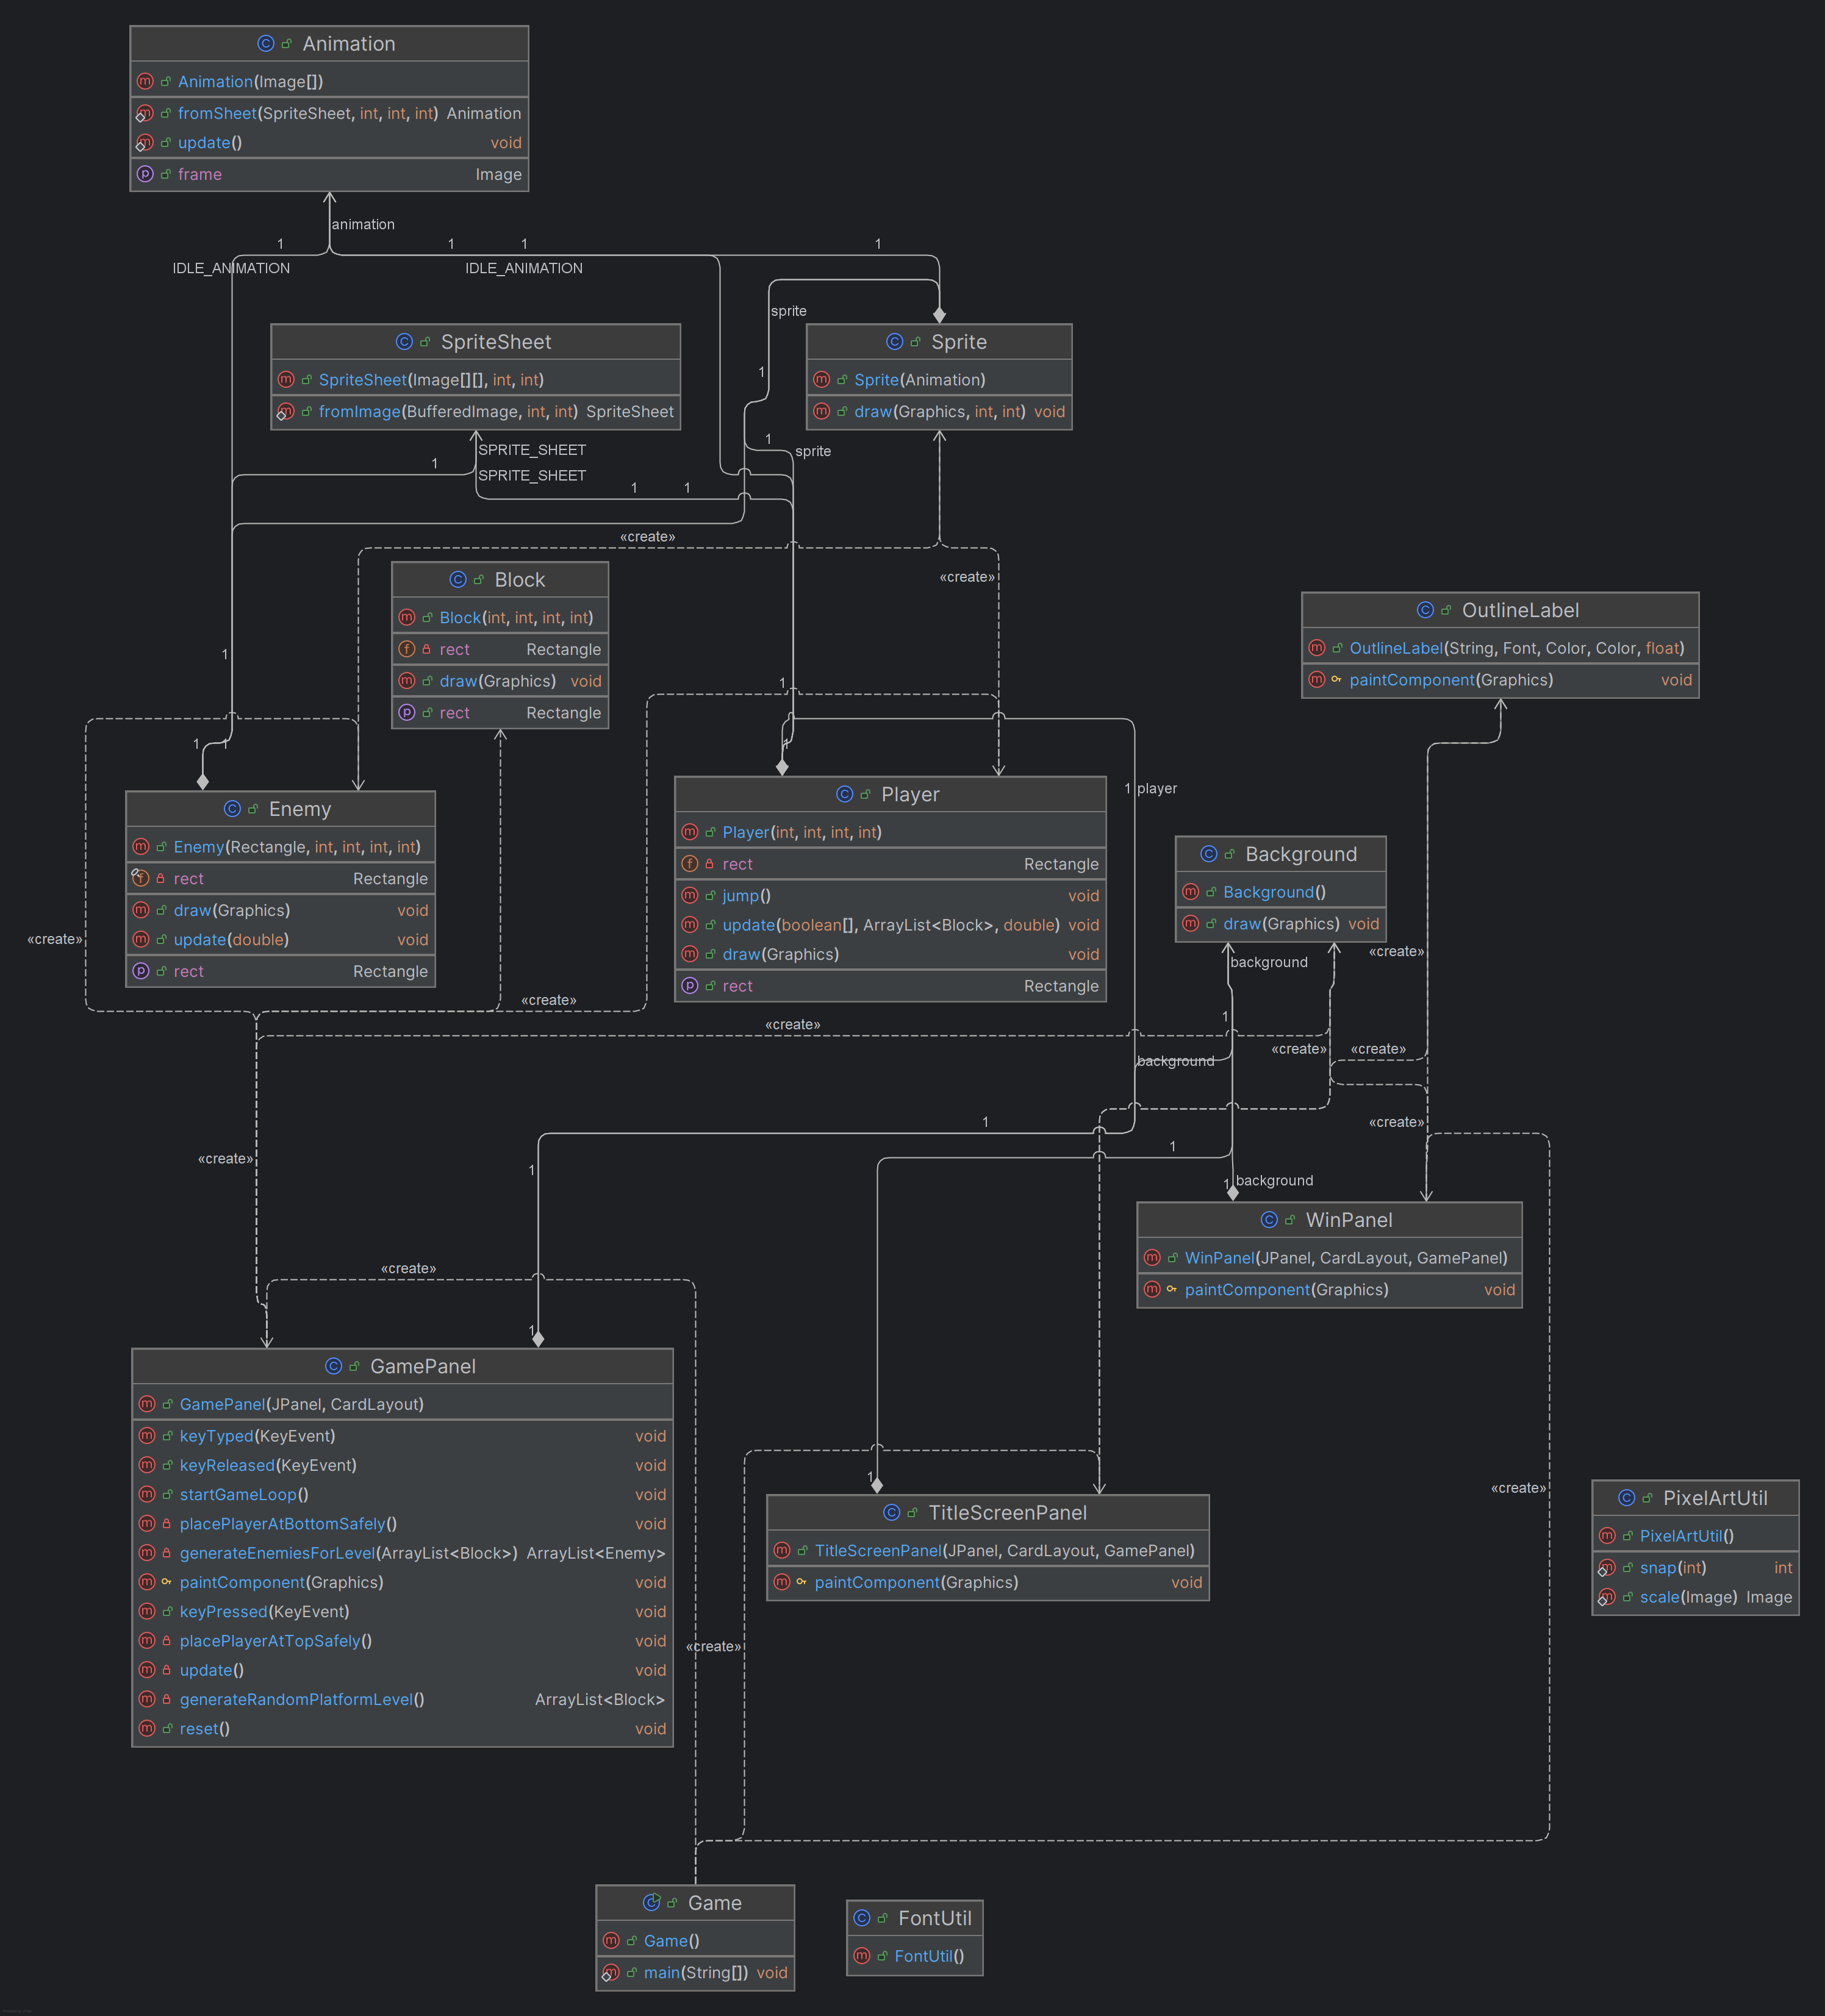 Animation
Animation(Image[])
fromSheet(SpriteSheet, int, int, int) Animation
update() void
frame Image
animation
1 1 1 1
IDLE_ANIMATION IDLE_ANIMATION
sprite
SpriteSheet
SpriteSheet(Image[][], int, int)
fromImage(BufferedImage, int, int) SpriteSheet
Sprite
Sprite(Animation)
draw(Graphics, int, int) void
1
1 sprite
SPRITE_SHEET
1
SPRITE_SHEET
1 1
«create»
«create»
Block
Block(int, int, int, int)
rect Rectangle
draw(Graphics) void
rect Rectangle
OutlineLabel
OutlineLabel(String, Font, Color, Color, float)
paintComponent(Graphics) void
1
1
1 1
1
Enemy
Enemy(Rectangle, int, int, int, int)
rect Rectangle
draw(Graphics) void
update(double) void
rect Rectangle
Player
Player(int, int, int, int)
rect Rectangle
jump() void
update(boolean[], ArrayList<Block>, double) void
draw(Graphics) void
rect Rectangle
1 player
Background
Background()
draw(Graphics) void
«create»
«create»
background
«create»
1
«create»
«create» «create»
background
«create»
1
1
1
«create»
1 background
WinPanel
WinPanel(JPanel, CardLayout, GamePanel)
paintComponent(Graphics) void
«create»
1
GamePanel
GamePanel(JPanel, CardLayout)
keyTyped(KeyEvent) void
keyReleased(KeyEvent) void
startGameLoop() void
placePlayerAtBottomSafely() void
generateEnemiesForLevel(ArrayList<Block>) ArrayList<Enemy>
paintComponent(Graphics) void
keyPressed(KeyEvent) void
placePlayerAtTopSafely() void
update() void
generateRandomPlatformLevel() ArrayList<Block>
reset() void
1
TitleScreenPanel
TitleScreenPanel(JPanel, CardLayout, GamePanel)
paintComponent(Graphics) void
«create»
PixelArtUtil
PixelArtUtil()
snap(int) int
scale(Image) Image
«create»
Game
Game()
main(String[]) void
FontUtil
FontUtil()